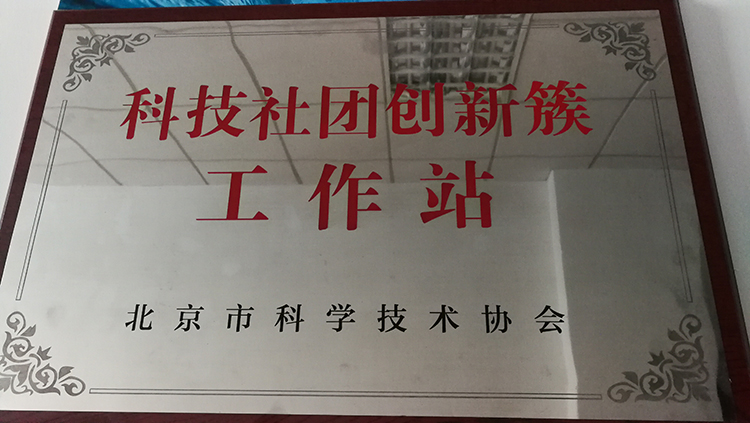 科技社团创新簇
工作站
北京市科学技术协会